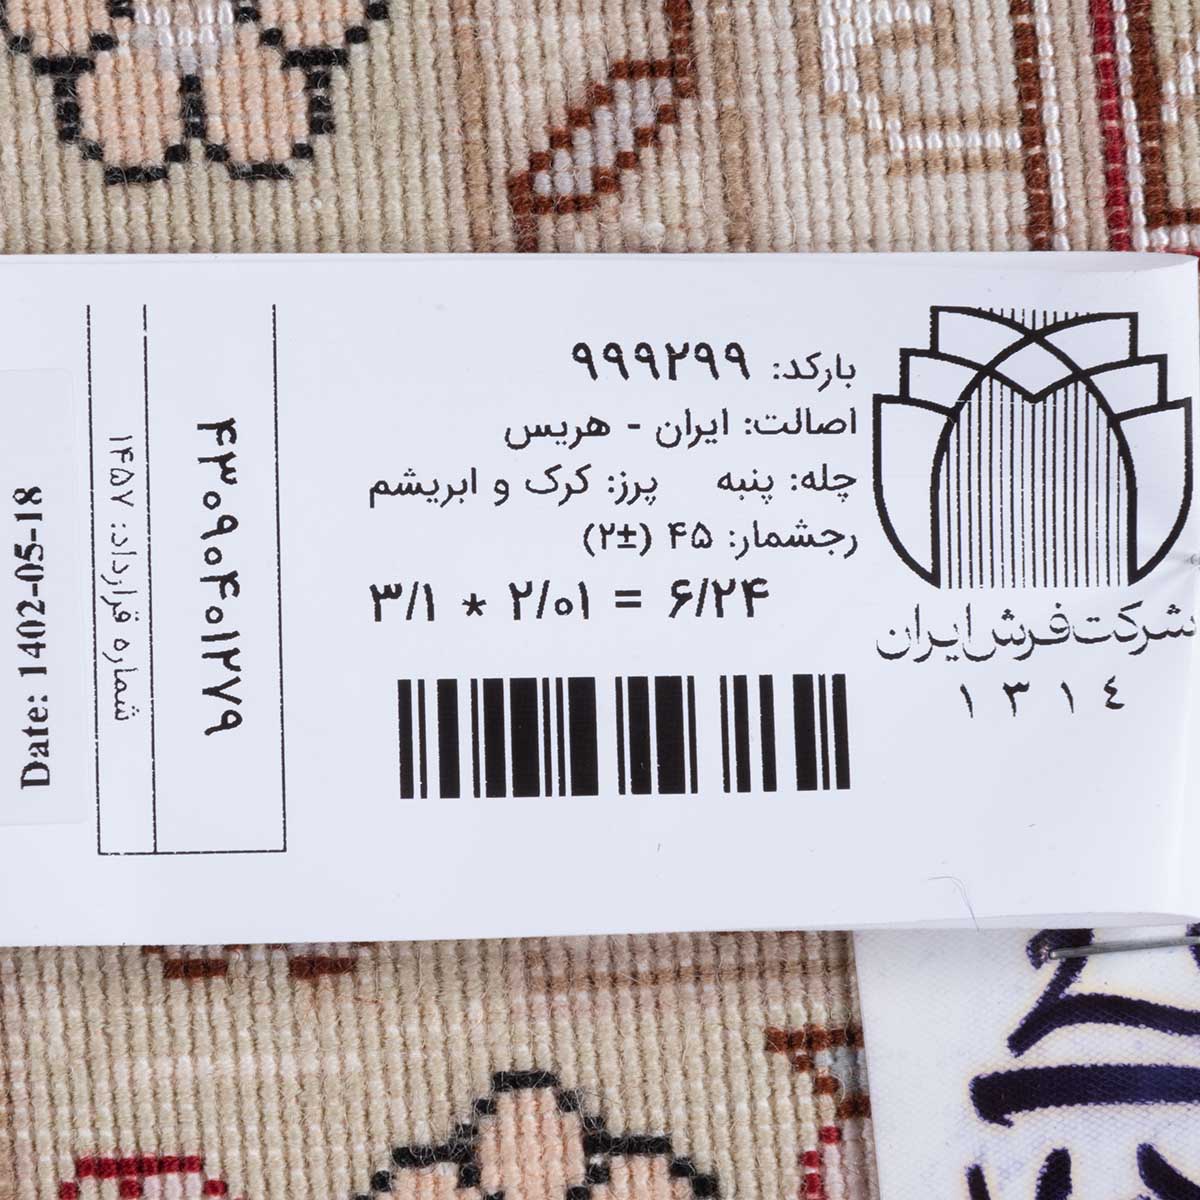 بارکد: ۹۹۹۲۹۹
اصالت: ایران - هریس
چله: پنبه پرز: کرک و ابریشم
رجشمار: ۴۵ (±۲)
۳/۱ * ۲/۰۱ = ۶/۲۴
شرکت فرش ایران
١٣١٤
۴۳۰۹۰۴۰۱۲۷۹
شماره قرارداد: ۱۴۵۷
Date: 1402-05-18